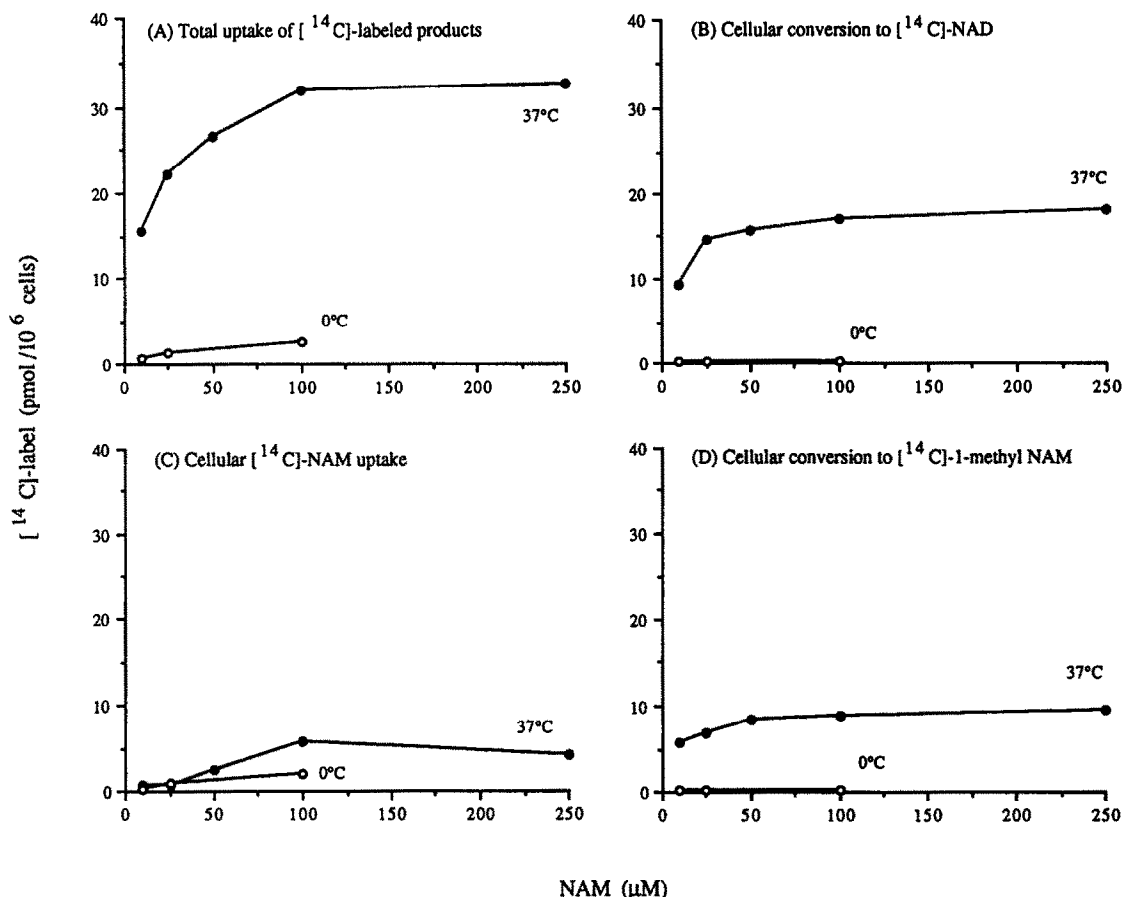 (A) Total uptake of [ 14C]-labeled products
40
30
20
10
0
0 50 100 150 200 250
37°C
0°C
(B) Cellular conversion to [ 14C]-NAD
40
30
20
10
0
0 50 100 150 200 250
37°C
0°C
[ 14 C]-label (pmol /10 6 cells)
(C) Cellular [ 14C]-NAM uptake
40
30
20
10
0
0 50 100 150 200 250
37°C
0°C
(D) Cellular conversion to [ 14C]-1-methyl NAM
40
30
20
10
0
0 50 100 150 200 250
37°C
0°C
NAM (μM)